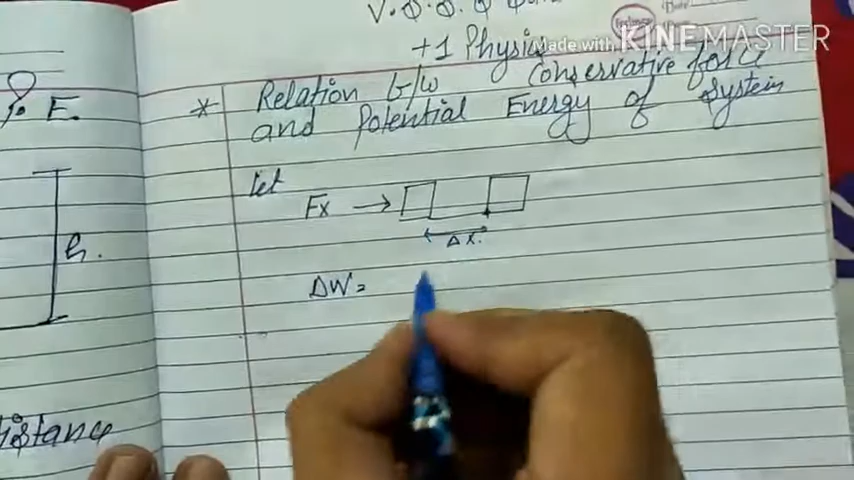 +1 Physics
Made with KINEMASTER
* Relation b/w Conservative force
and Potential Energy of System
let
Fx
Δx.
ΔW =
E.
h.
istance